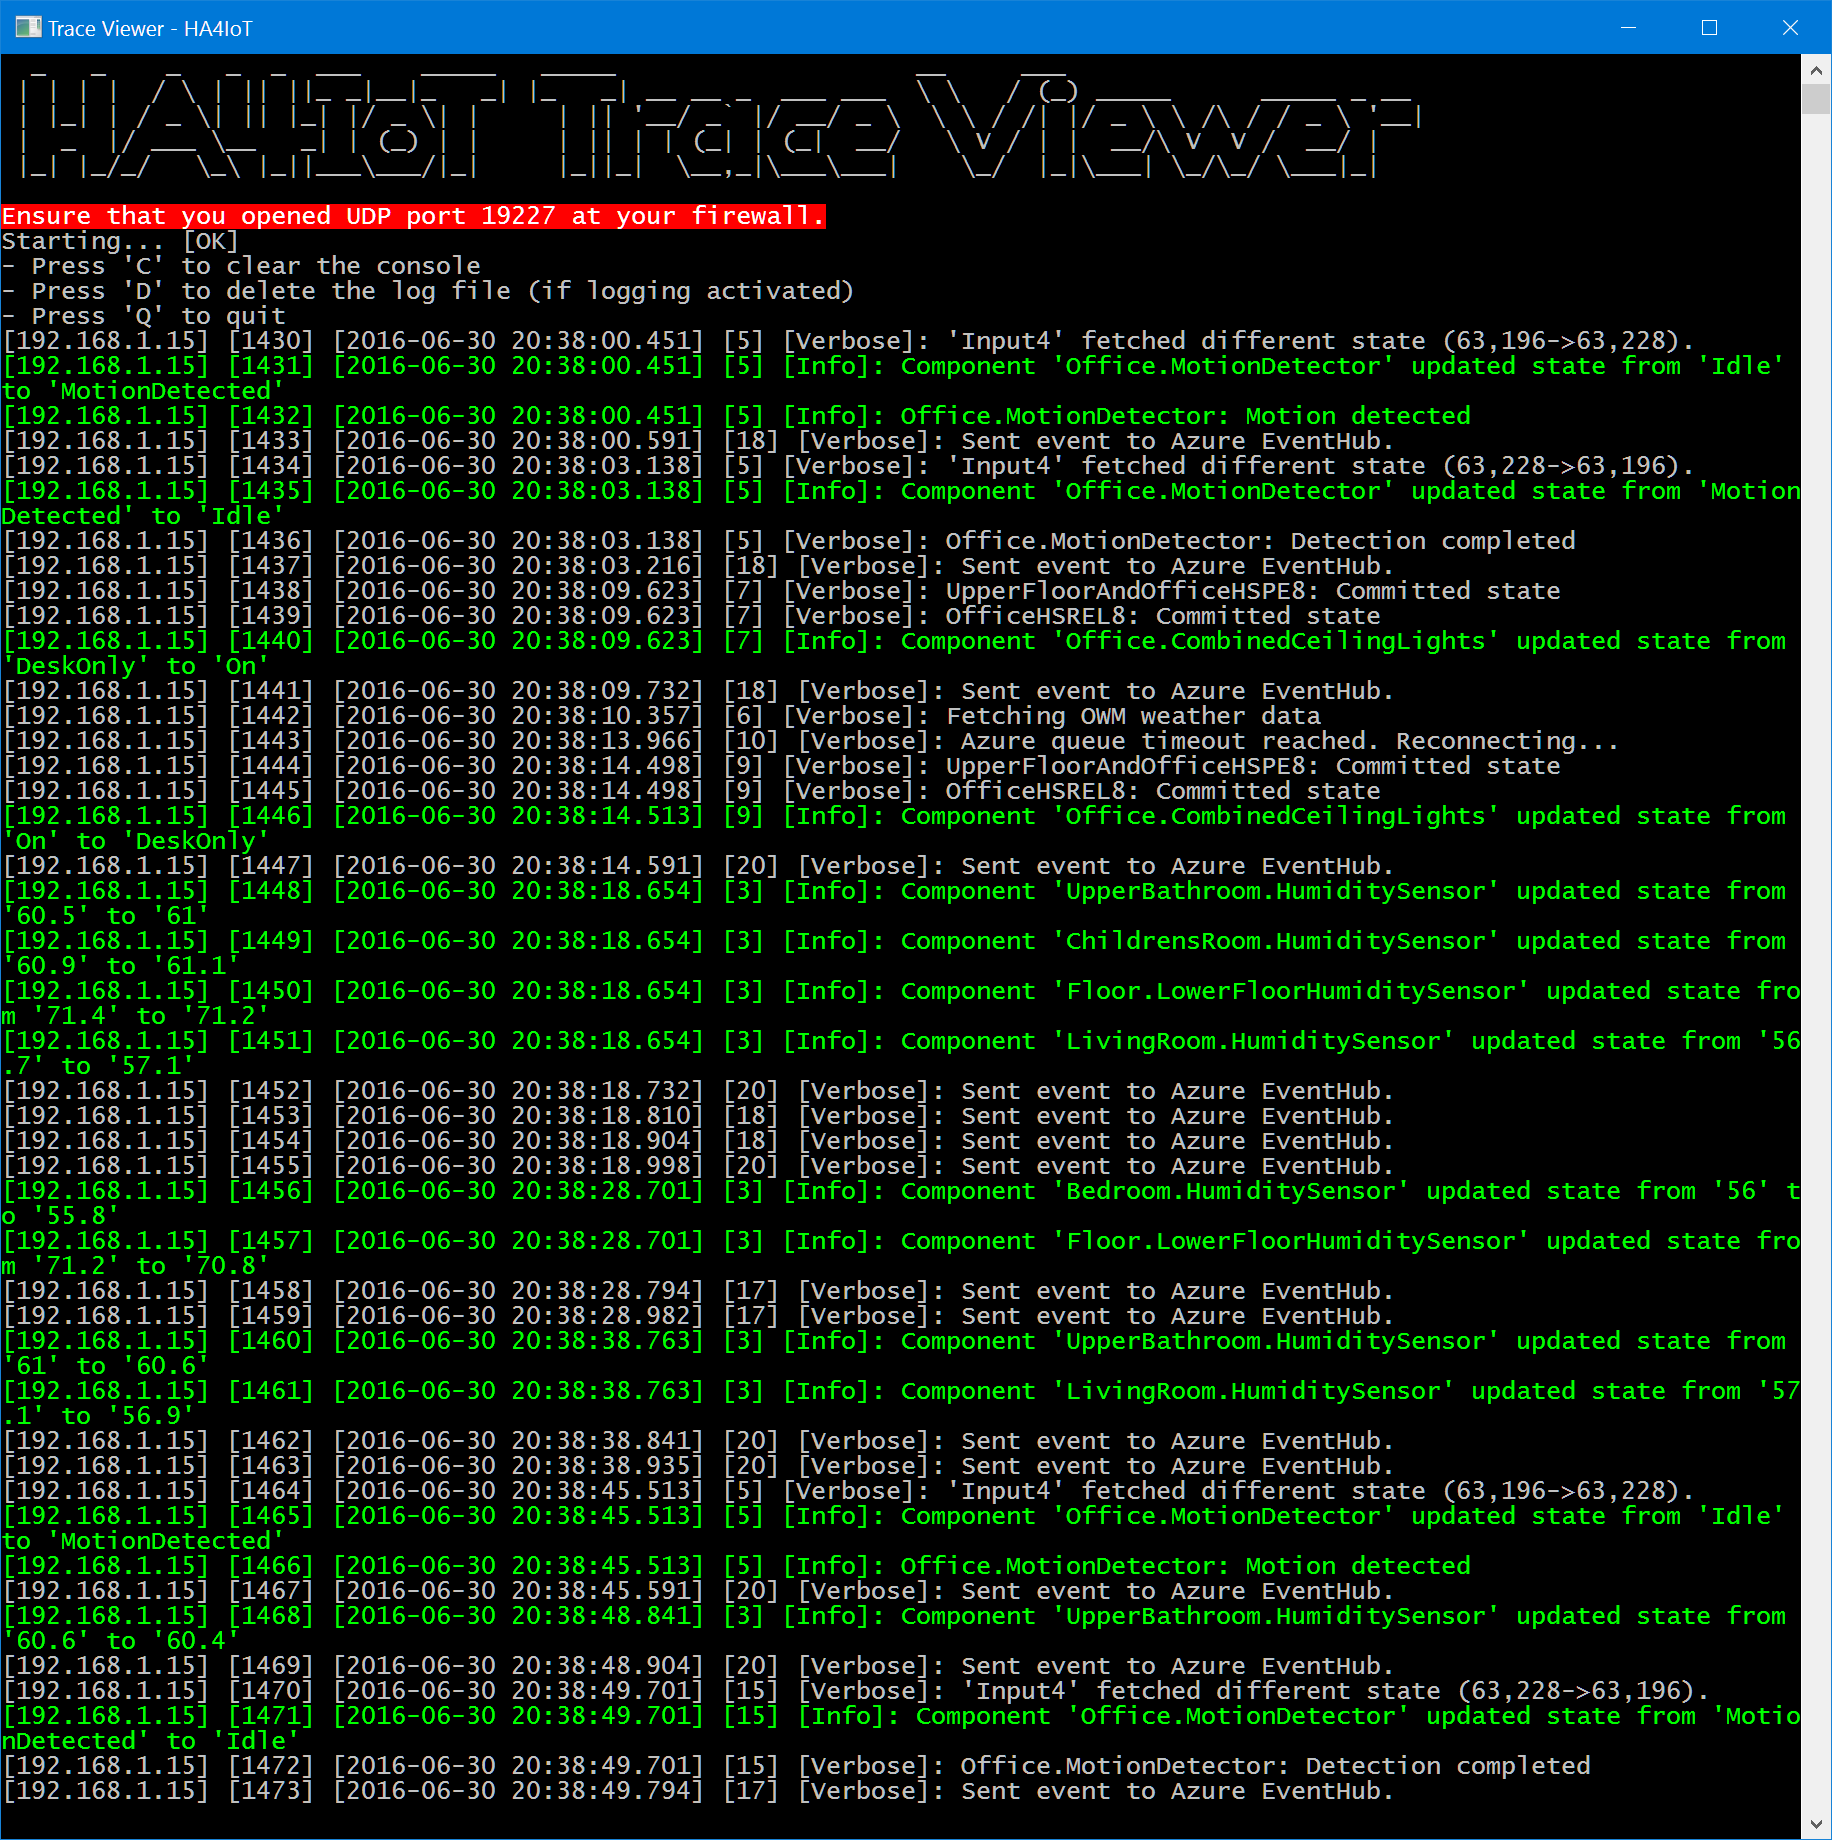 Trace Viewer - HA4IoT
HA4IoT Trace Viewer
Ensure that you opened UDP port 19227 at your firewall.
Starting... [OK]
- Press 'C' to clear the console
- Press 'D' to delete the log file (if logging activated)
- Press 'Q' to quit
[192.168.1.15] [1430] [2016-06-30 20:38:00.451] [5] [Verbose]: 'Input4' fetched different state (63,196->63,228).
[192.168.1.15] [1431] [2016-06-30 20:38:00.451] [5] [Info]: Component 'Office.MotionDetector' updated state from 'Idle'
to 'MotionDetected'
[192.168.1.15] [1432] [2016-06-30 20:38:00.451] [5] [Info]: Office.MotionDetector: Motion detected
[192.168.1.15] [1433] [2016-06-30 20:38:00.591] [18] [Verbose]: Sent event to Azure EventHub.
[192.168.1.15] [1434] [2016-06-30 20:38:03.138] [5] [Verbose]: 'Input4' fetched different state (63,228->63,196).
[192.168.1.15] [1435] [2016-06-30 20:38:03.138] [5] [Info]: Component 'Office.MotionDetector' updated state from 'Motion
Detected' to 'Idle'
[192.168.1.15] [1436] [2016-06-30 20:38:03.138] [5] [Verbose]: Office.MotionDetector: Detection completed
[192.168.1.15] [1437] [2016-06-30 20:38:03.216] [18] [Verbose]: Sent event to Azure EventHub.
[192.168.1.15] [1438] [2016-06-30 20:38:09.623] [7] [Verbose]: UpperFloorAndOfficeHSPE8: Committed state
[192.168.1.15] [1439] [2016-06-30 20:38:09.623] [7] [Verbose]: OfficeHSREL8: Committed state
[192.168.1.15] [1440] [2016-06-30 20:38:09.623] [7] [Info]: Component 'Office.CombinedCeilingLights' updated state from
'DeskOnly' to 'On'
[192.168.1.15] [1441] [2016-06-30 20:38:09.732] [18] [Verbose]: Sent event to Azure EventHub.
[192.168.1.15] [1442] [2016-06-30 20:38:10.357] [6] [Verbose]: Fetching OWM weather data
[192.168.1.15] [1443] [2016-06-30 20:38:13.966] [10] [Verbose]: Azure queue timeout reached. Reconnecting...
[192.168.1.15] [1444] [2016-06-30 20:38:14.498] [9] [Verbose]: UpperFloorAndOfficeHSPE8: Committed state
[192.168.1.15] [1445] [2016-06-30 20:38:14.498] [9] [Verbose]: OfficeHSREL8: Committed state
[192.168.1.15] [1446] [2016-06-30 20:38:14.513] [9] [Info]: Component 'Office.CombinedCeilingLights' updated state from
'On' to 'DeskOnly'
[192.168.1.15] [1447] [2016-06-30 20:38:14.591] [20] [Verbose]: Sent event to Azure EventHub.
[192.168.1.15] [1448] [2016-06-30 20:38:18.654] [3] [Info]: Component 'UpperBathroom.HumiditySensor' updated state from
'60.5' to '61'
[192.168.1.15] [1449] [2016-06-30 20:38:18.654] [3] [Info]: Component 'ChildrensRoom.HumiditySensor' updated state from
'60.9' to '61.1'
[192.168.1.15] [1450] [2016-06-30 20:38:18.654] [3] [Info]: Component 'Floor.LowerFloorHumiditySensor' updated state fro
m '71.4' to '71.2'
[192.168.1.15] [1451] [2016-06-30 20:38:18.654] [3] [Info]: Component 'LivingRoom.HumiditySensor' updated state from '56
.7' to '57.1'
[192.168.1.15] [1452] [2016-06-30 20:38:18.732] [20] [Verbose]: Sent event to Azure EventHub.
[192.168.1.15] [1453] [2016-06-30 20:38:18.810] [18] [Verbose]: Sent event to Azure EventHub.
[192.168.1.15] [1454] [2016-06-30 20:38:18.904] [18] [Verbose]: Sent event to Azure EventHub.
[192.168.1.15] [1455] [2016-06-30 20:38:18.998] [20] [Verbose]: Sent event to Azure EventHub.
[192.168.1.15] [1456] [2016-06-30 20:38:28.701] [3] [Info]: Component 'Bedroom.HumiditySensor' updated state from '56' t
o '55.8'
[192.168.1.15] [1457] [2016-06-30 20:38:28.701] [3] [Info]: Component 'Floor.LowerFloorHumiditySensor' updated state fro
m '71.2' to '70.8'
[192.168.1.15] [1458] [2016-06-30 20:38:28.794] [17] [Verbose]: Sent event to Azure EventHub.
[192.168.1.15] [1459] [2016-06-30 20:38:28.982] [17] [Verbose]: Sent event to Azure EventHub.
[192.168.1.15] [1460] [2016-06-30 20:38:38.763] [3] [Info]: Component 'UpperBathroom.HumiditySensor' updated state from
'61' to '60.6'
[192.168.1.15] [1461] [2016-06-30 20:38:38.763] [3] [Info]: Component 'LivingRoom.HumiditySensor' updated state from '57
.1' to '56.9'
[192.168.1.15] [1462] [2016-06-30 20:38:38.841] [20] [Verbose]: Sent event to Azure EventHub.
[192.168.1.15] [1463] [2016-06-30 20:38:38.935] [20] [Verbose]: Sent event to Azure EventHub.
[192.168.1.15] [1464] [2016-06-30 20:38:45.513] [5] [Verbose]: 'Input4' fetched different state (63,196->63,228).
[192.168.1.15] [1465] [2016-06-30 20:38:45.513] [5] [Info]: Component 'Office.MotionDetector' updated state from 'Idle'
to 'MotionDetected'
[192.168.1.15] [1466] [2016-06-30 20:38:45.513] [5] [Info]: Office.MotionDetector: Motion detected
[192.168.1.15] [1467] [2016-06-30 20:38:45.591] [20] [Verbose]: Sent event to Azure EventHub.
[192.168.1.15] [1468] [2016-06-30 20:38:48.841] [3] [Info]: Component 'UpperBathroom.HumiditySensor' updated state from
'60.6' to '60.4'
[192.168.1.15] [1469] [2016-06-30 20:38:48.904] [20] [Verbose]: Sent event to Azure EventHub.
[192.168.1.15] [1470] [2016-06-30 20:38:49.701] [15] [Verbose]: 'Input4' fetched different state (63,228->63,196).
[192.168.1.15] [1471] [2016-06-30 20:38:49.701] [15] [Info]: Component 'Office.MotionDetector' updated state from 'Motio
nDetected' to 'Idle'
[192.168.1.15] [1472] [2016-06-30 20:38:49.701] [15] [Verbose]: Office.MotionDetector: Detection completed
[192.168.1.15] [1473] [2016-06-30 20:38:49.794] [17] [Verbose]: Sent event to Azure EventHub.